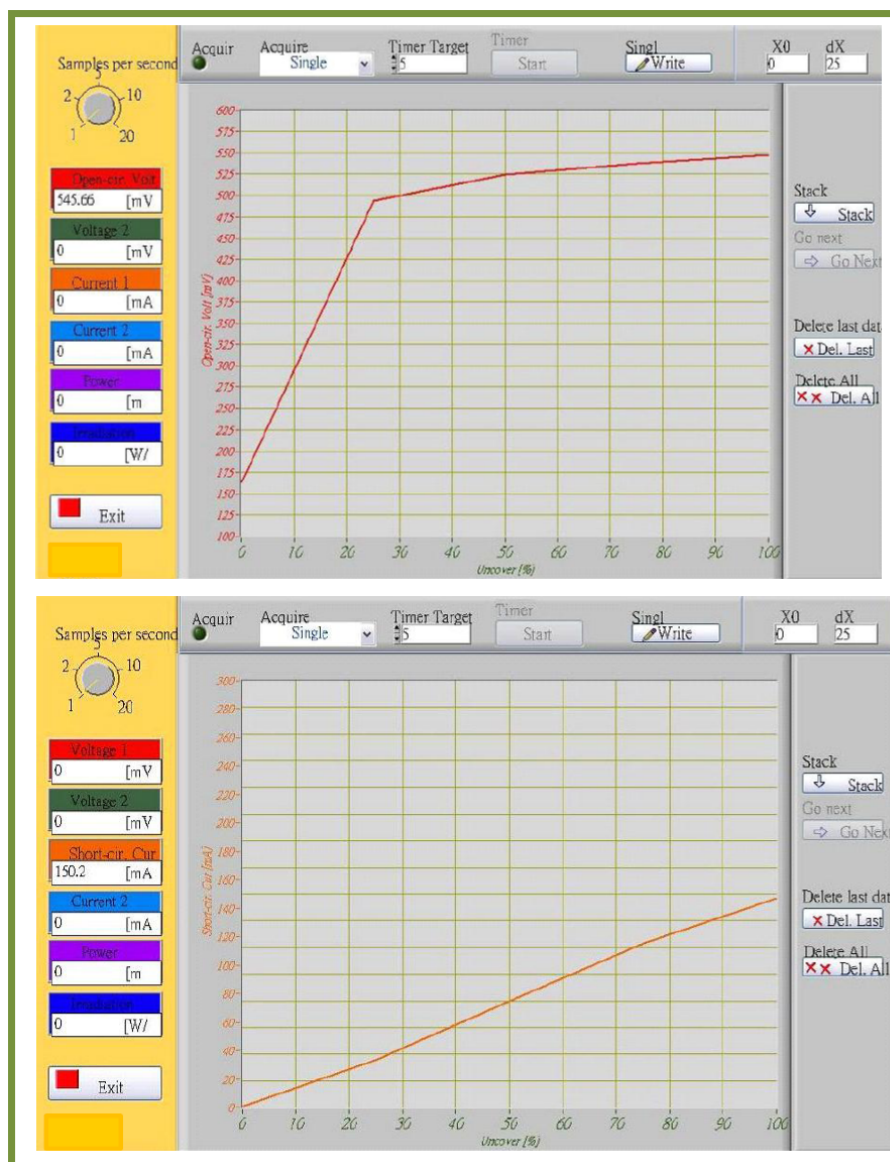 Acquir
Acquire
Timer Target
Timer
Singl
X0
dX
Single
5
Start
Write
0
25
Samples per second
1
2
5
10
20
Open-cir. Volt
545.66 [mV
Voltage 2
0 [mV
Current 1
0 [mA
Current 2
0 [mA
Power
0 [m
Irradiation
0 [W/
Exit
Open-cir. Volt [mV]
600
575
550
525
500
475
450
425
400
375
350
325
300
275
250
225
200
175
150
125
100
0 10 20 30 40 50 60 70 80 90 100
Uncover [%]
Stack
Stack
Go next
Go Next
Delete last dat
Del. Last
Delete All
Del. All
Acquir
Acquire
Timer Target
Timer
Singl
X0
dX
Single
5
Start
Write
0
25
Samples per second
1
2
5
10
20
Voltage 1
0 [mV
Voltage 2
0 [mV
Short-cir. Cur
150.2 [mA
Current 2
0 [mA
Power
0 [m
Irradiation
0 [W/
Exit
Short-cir. Cur [mA]
300
280
260
240
220
200
180
160
140
120
100
80
60
40
20
0
0 10 20 30 40 50 60 70 80 90 100
Uncover [%]
Stack
Stack
Go next
Go Nex
Delete last dat
Del. Last
Delete All
Del. All